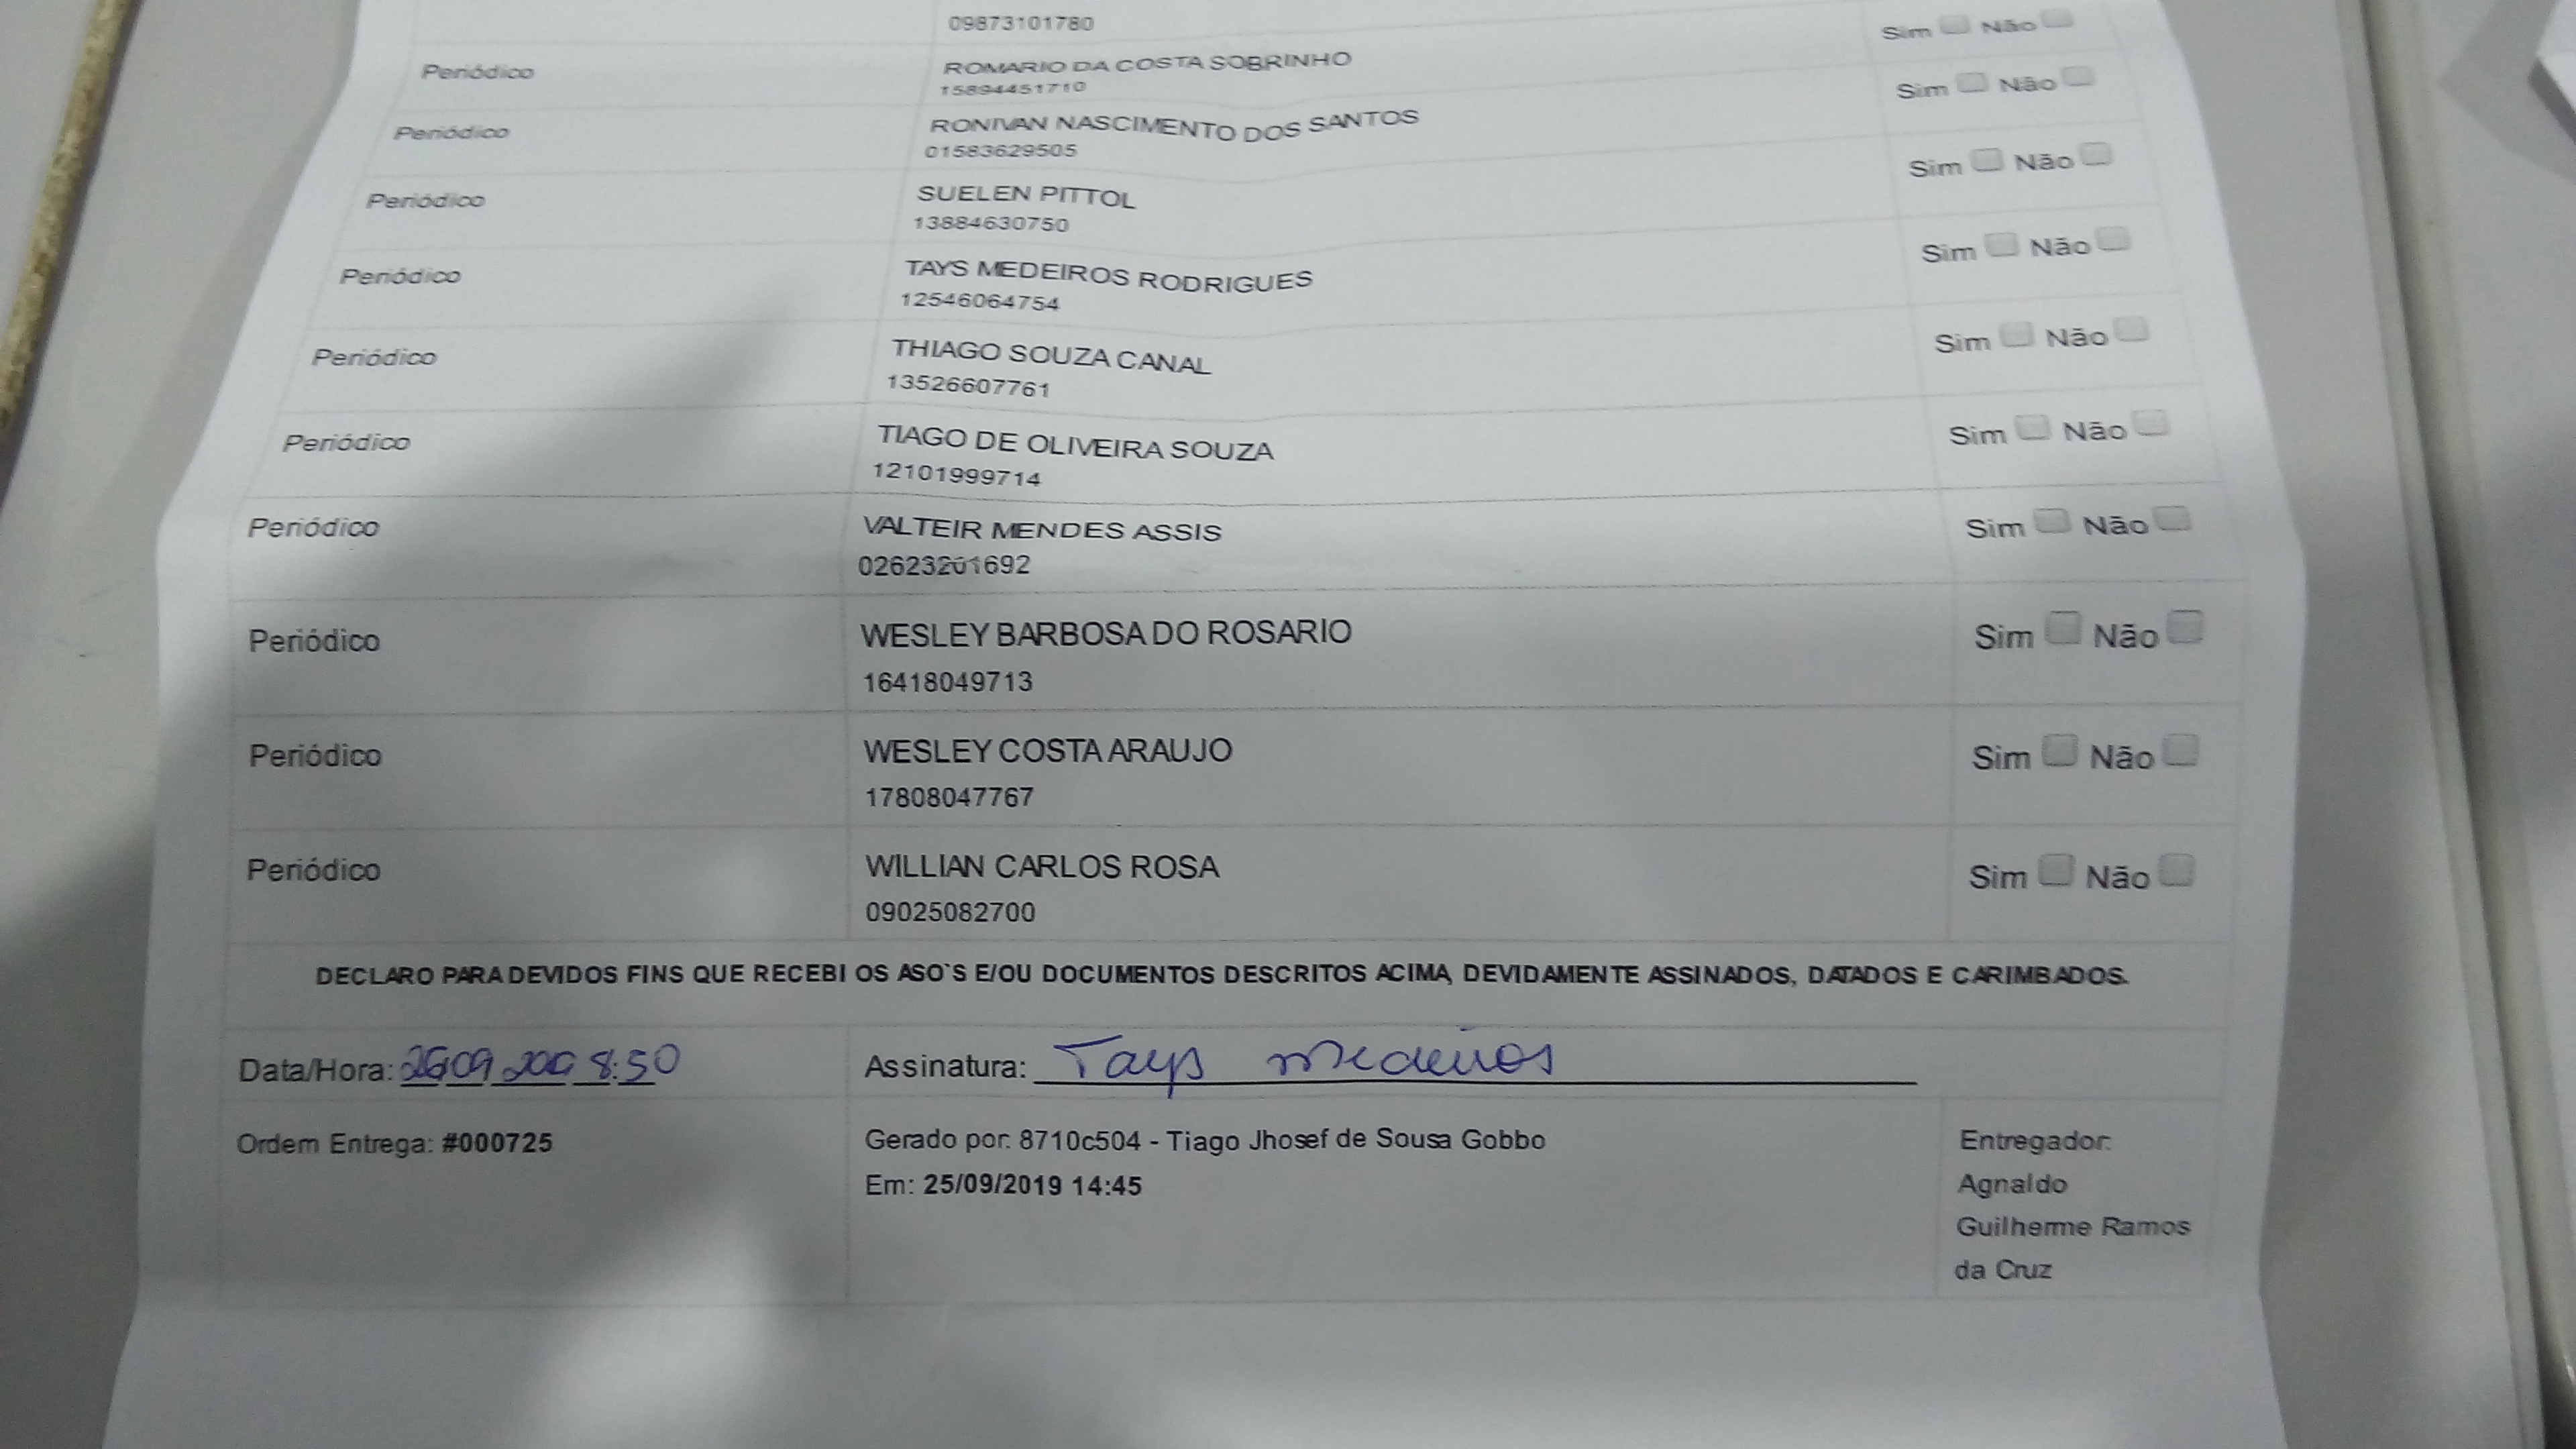 09873101780
Sim Não
Periódico ROMARIO DA COSTA SOBRINHO Sim Não
15894451710
Periódico RONIVAN NASCIMENTO DOS SANTOS Sim Não
01583629505
Periódico SUELEN PITTOL Sim Não
13884630750
Periódico TAYS MEDEIROS RODRIGUES Sim Não
12546064754
Periódico THIAGO SOUZA CANAL Sim Não
13526607761
Periódico TIAGO DE OLIVEIRA SOUZA Sim Não
12101999714
Periódico VALTEIR MENDES ASSIS Sim Não
02623201692
Periódico WESLEY BARBOSA DO ROSARIO Sim Não
16418049713
Periódico WESLEY COSTA ARAUJO Sim Não
17808047767
Periódico WILLIAN CARLOS ROSA Sim Não
09025082700
DECLARO PARA DEVIDOS FINS QUE RECEBI OS ASO`S E/OU DOCUMENTOS DESCRITOS ACIMA, DEVIDAMENTE ASSINADOS, DATADOS E CARIMBADOS.
Data/Hora: 8:50 Assinatura: Tays Medeiros
Ordem Entrega: #000725 Gerado por: 8710c504 - Tiago Jhosef de Sousa Gobbo Entregador:
Em: 25/09/2019 14:45 Agnaldo
Guilherme Ramos
da Cruz